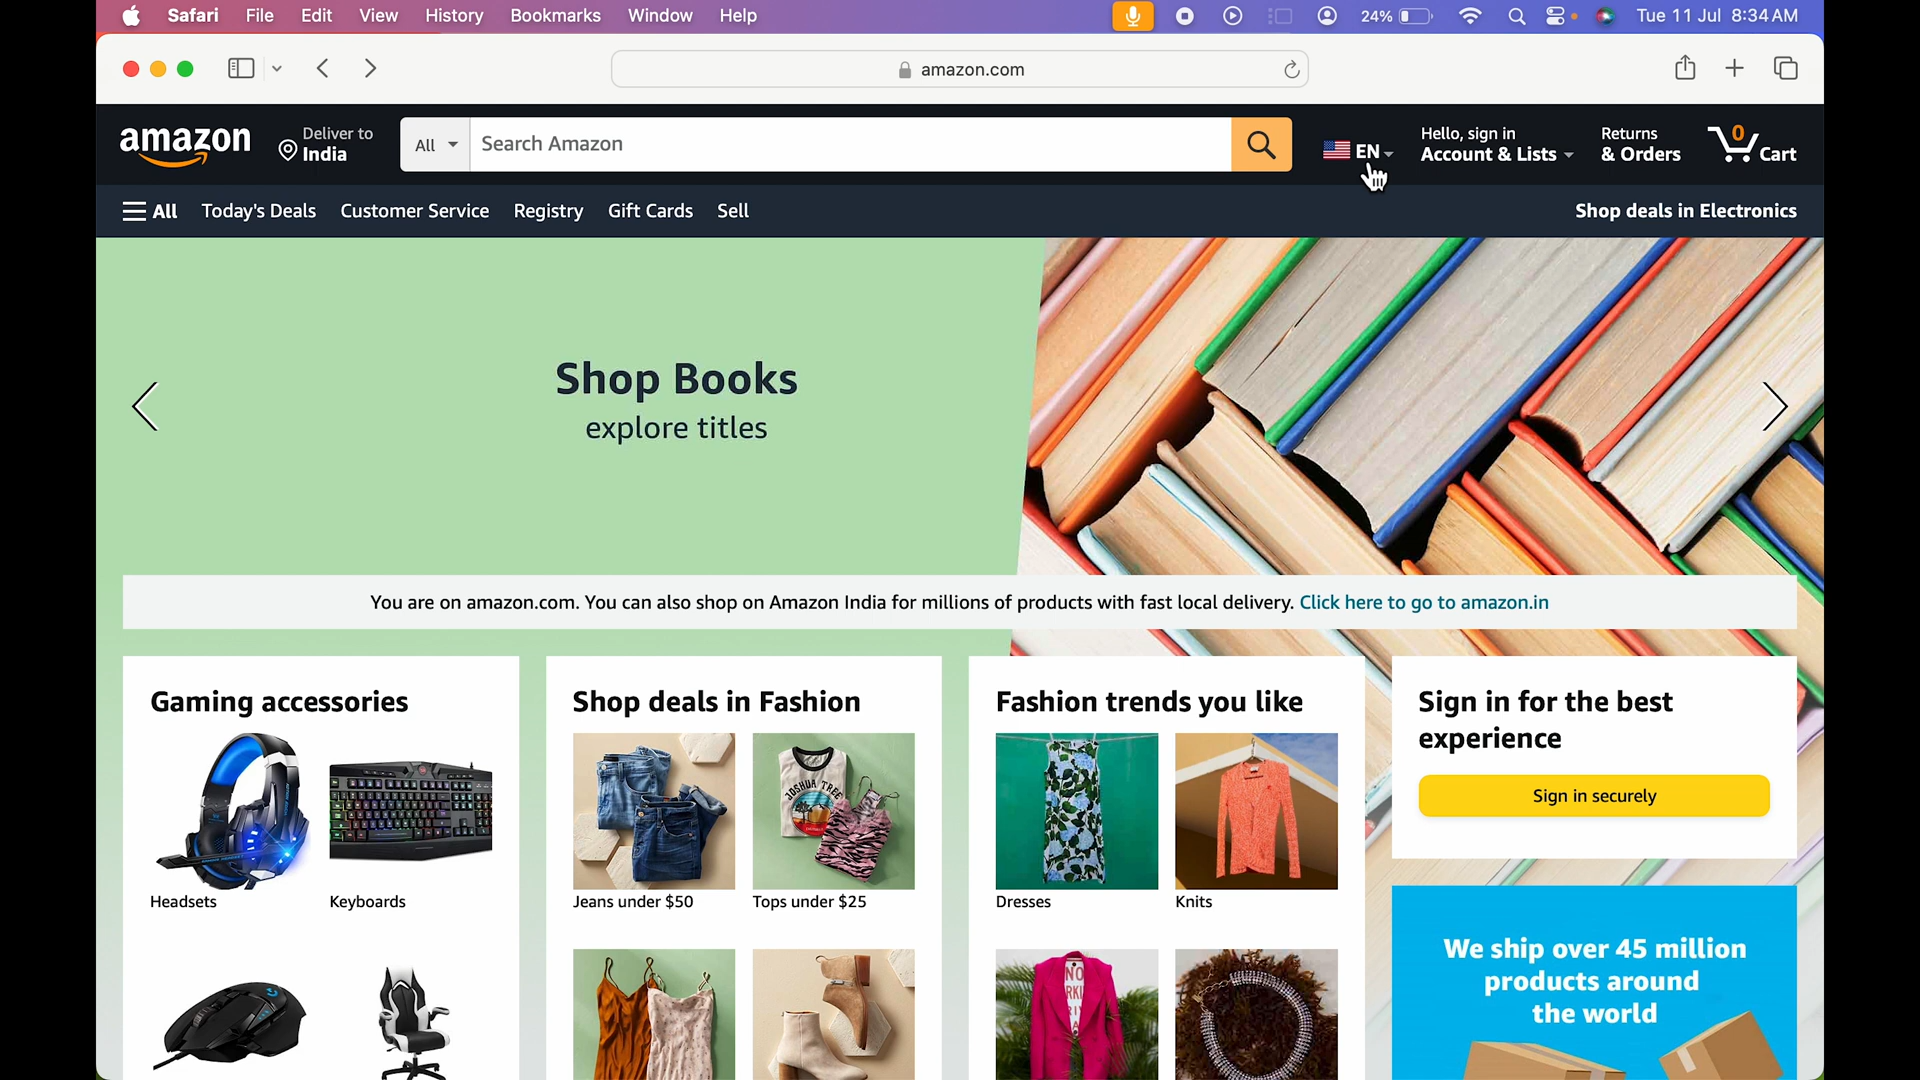 Safari File Edit View History Bookmarks Window Help 24% Tue 11 Jul 8:34 AM
amazon.com
amazon
Deliver to
India
All
Search Amazon
EN
Hello, sign in
Account & Lists
Returns
& Orders
0
Cart
All Today's Deals Customer Service Registry Gift Cards Sell Shop deals in Electronics
Shop Books
explore titles
You are on amazon.com. You can also shop on Amazon India for millions of products with fast local delivery. Click here to go to amazon.in
Gaming accessories
Headsets
Keyboards
Shop deals in Fashion
JOSHUA TREE
Jeans under $50
Tops under $25
Fashion trends you like
Dresses
Knits
NO
Sign in for the best
experience
Sign in securely
We ship over 45 million
products around
the world